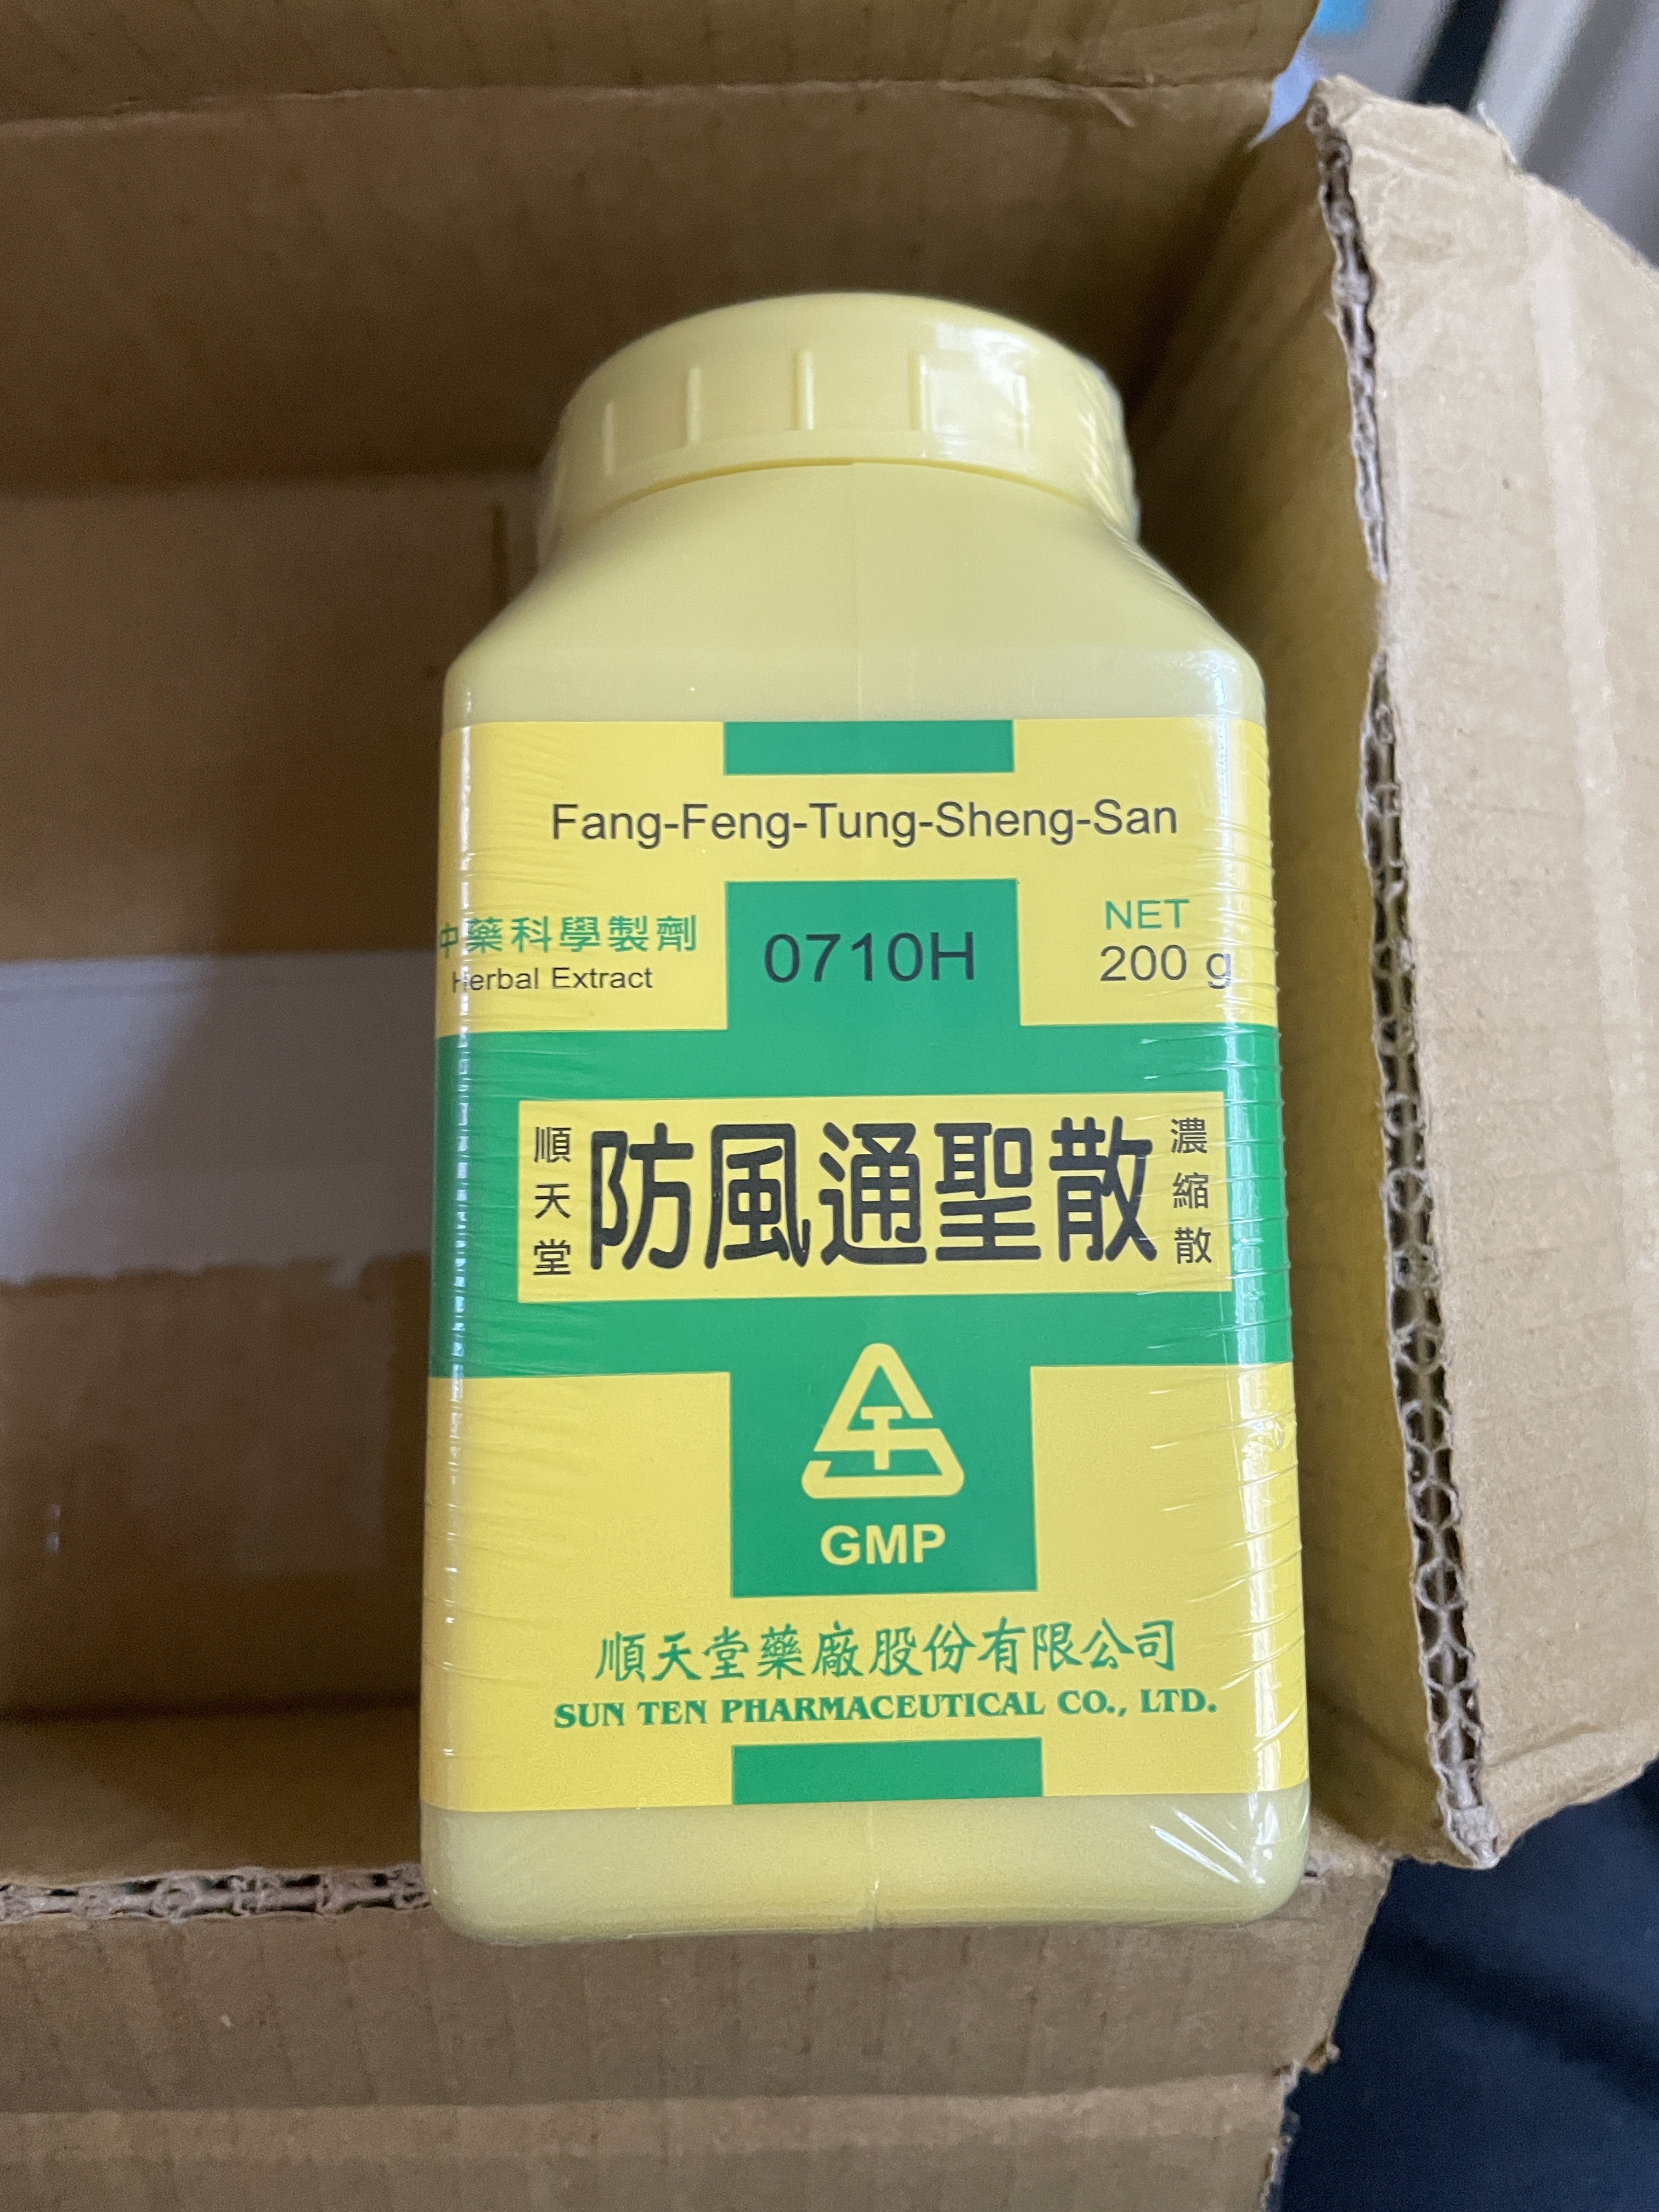 Fang-Feng-Tung-Sheng-San
中藥科學製劑
Herbal Extract
0710H
NET
200 g
順天堂
防風通聖散
濃縮散
GMP
順天堂藥廠股份有限公司
SUN TEN PHARMACEUTICAL CO., LTD.